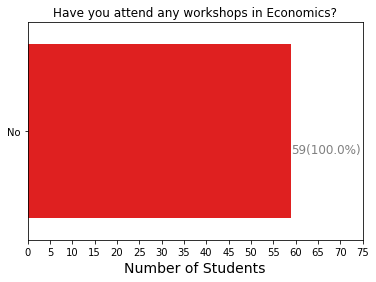 Have you attend any workshops in Economics?
No
59(100.0%)
0 5 10 15 20 25 30 35 40 45 50 55 60 65 70 75
Number of Students